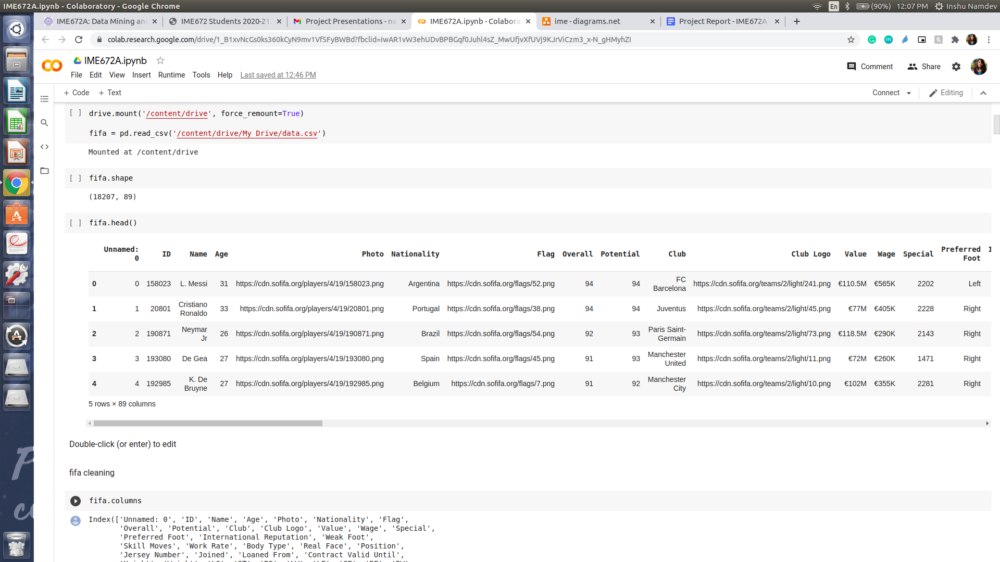 IME672A.ipynb - Colaboratory - Google Chrome
En (90%) 12:07 PM Inshu Namdev
IME672A: Data Mining an
IME672 Students 2020-21
Project Presentations - na
IME672A.ipynb - Colabora
ime - diagrams.net
Project Report - IME672A
colab.research.google.com/drive/1_B1xvNcGs0ks360kCyN9mv1Vf5FyBWBd?fbclid=IwAR1vW3ehUDvBPBGqf0Juhl4sZ_MwUfjvXfUVj9KJrViCzm3_x-N_gHMyhZI
IME672A.ipynb
File Edit View Insert Runtime Tools Help Last saved at 12:46 PM
Comment Share
+ Code + Text
Connect Editing
[ ] drive.mount('/content/drive', force_remount=True)
fifa = pd.read_csv('/content/drive/My Drive/data.csv')
Mounted at /content/drive
[ ] fifa.shape
(18207, 89)
[ ] fifa.head()
Unnamed: 0 ID Name Age Photo Nationality Flag Overall Potential Club Club Logo Value Wage Special Preferred Foot
0 0 158023 L. Messi 31 https://cdn.sofifa.org/players/4/19/158023.png Argentina https://cdn.sofifa.org/flags/52.png 94 94 FC Barcelona https://cdn.sofifa.org/teams/2/light/241.png €110.5M €565K 2202 Left
1 1 20801 Cristiano Ronaldo 33 https://cdn.sofifa.org/players/4/19/20801.png Portugal https://cdn.sofifa.org/flags/38.png 94 94 Juventus https://cdn.sofifa.org/teams/2/light/45.png €77M €405K 2228 Right
2 2 190871 Neymar Jr 26 https://cdn.sofifa.org/players/4/19/190871.png Brazil https://cdn.sofifa.org/flags/54.png 92 93 Paris Saint-Germain https://cdn.sofifa.org/teams/2/light/73.png €118.5M €290K 2143 Right
3 3 193080 De Gea 27 https://cdn.sofifa.org/players/4/19/193080.png Spain https://cdn.sofifa.org/flags/45.png 91 93 Manchester United https://cdn.sofifa.org/teams/2/light/11.png €72M €260K 1471 Right
4 4 192985 K. De Bruyne 27 https://cdn.sofifa.org/players/4/19/192985.png Belgium https://cdn.sofifa.org/flags/7.png 91 92 Manchester City https://cdn.sofifa.org/teams/2/light/10.png €102M €355K 2281 Right
5 rows × 89 columns
Double-click (or enter) to edit
fifa cleaning
fifa.columns
Index(['Unnamed: 0', 'ID', 'Name', 'Age', 'Photo', 'Nationality', 'Flag',
'Overall', 'Potential', 'Club', 'Club Logo', 'Value', 'Wage', 'Special',
'Preferred Foot', 'International Reputation', 'Weak Foot',
'Skill Moves', 'Work Rate', 'Body Type', 'Real Face', 'Position',
'Jersey Number', 'Joined', 'Loaned From', 'Contract Valid Until',